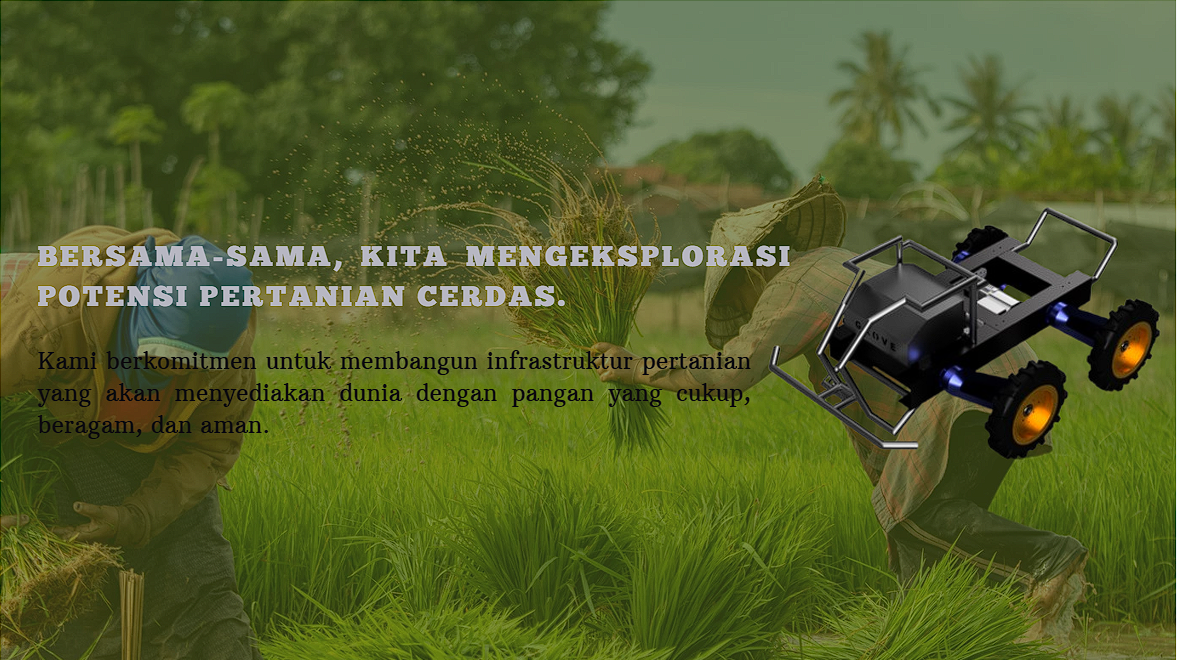 BERSAMA-SAMA, KITA MENGEKSPLORASI
POTENSI PERTANIAN CERDAS.
Kami berkomitmen untuk membangun infrastruktur pertanian
yang akan menyediakan dunia dengan pangan yang cukup,
beragam, dan aman.